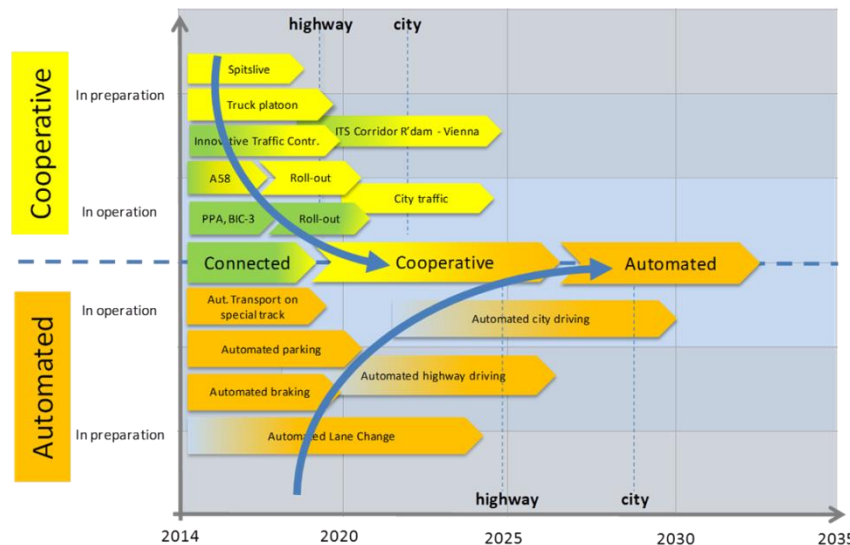 highway
city
Cooperative
In preparation
In operation
Spitslive
Truck platoon
ITS Corridor R'dam - Vienna
Innovative Traffic Contr.
A58
Roll-out
City traffic
PPA, BIC-3
Roll-out
Connected
Cooperative
Automated
Automated
In operation
In preparation
Aut. Transport on
special track
Automated city driving
Automated parking
Automated highway driving
Automated braking
Automated Lane Change
highway
city
2014
2020
2025
2030
2035